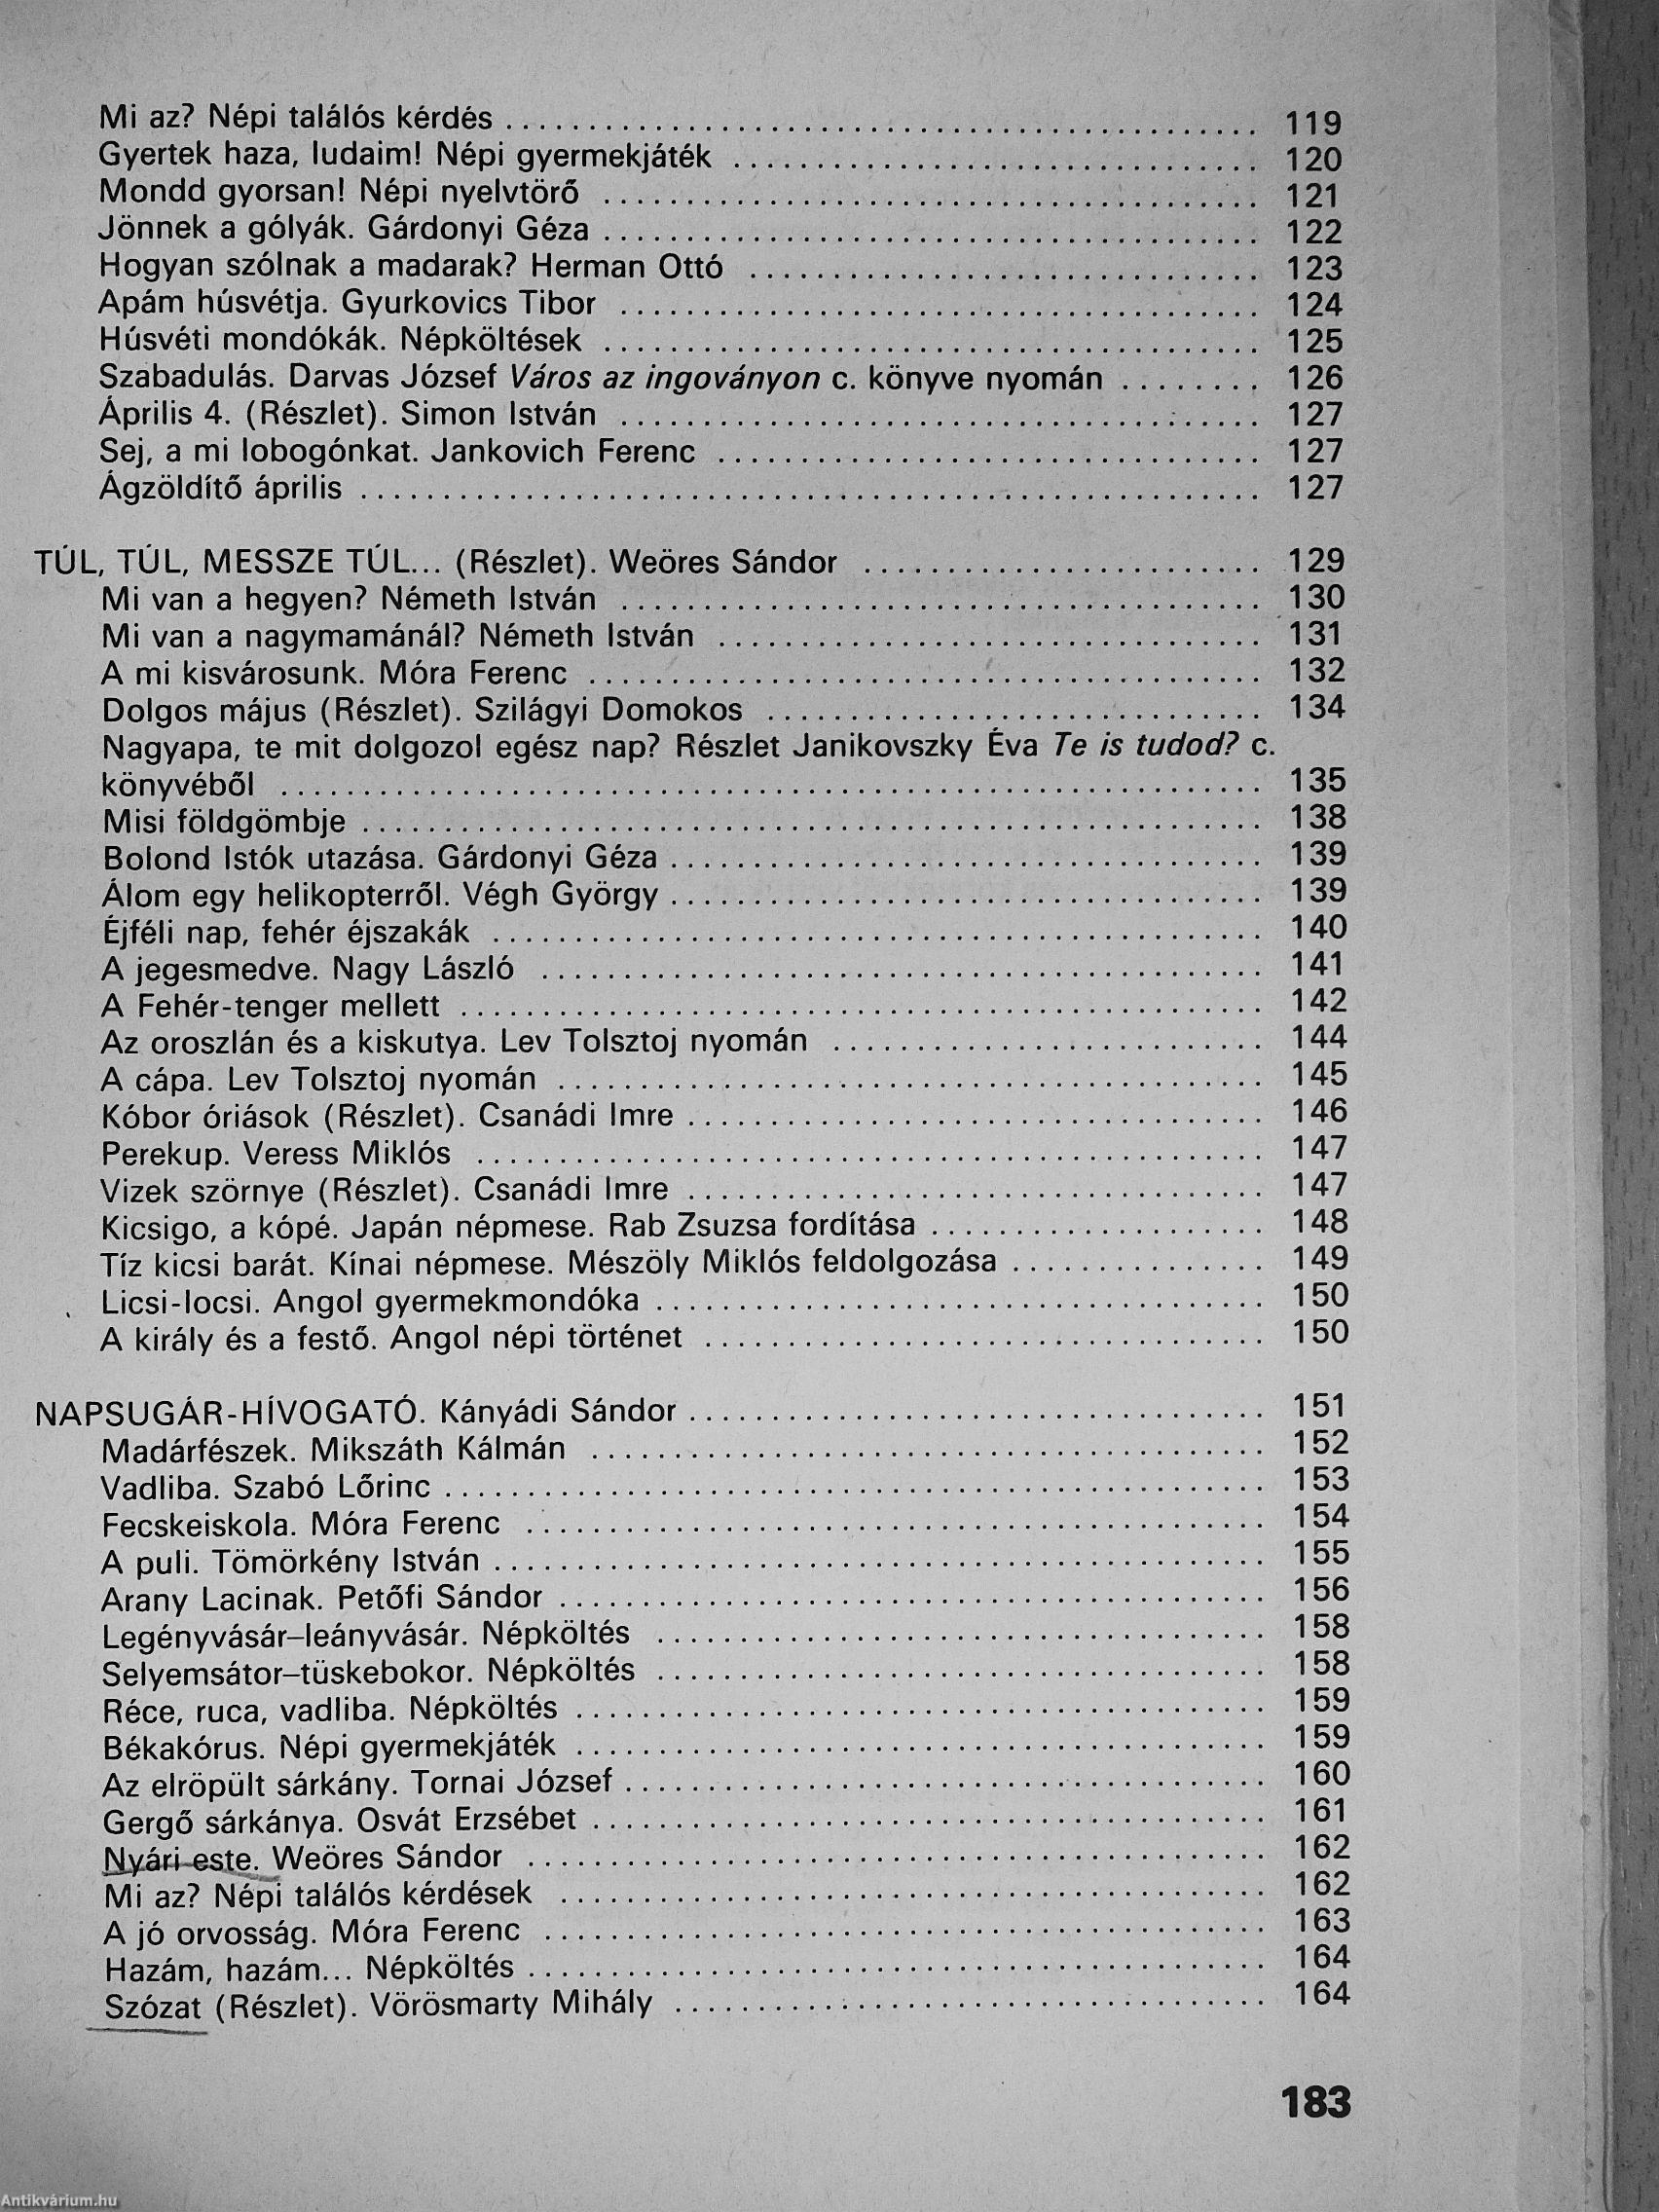 Mi az? Népi találós kérdés . . . . . . . . . . 119
Gyertek haza, ludaim! Népi gyermekjáték . . . . . . . . . . 120
Mondd gyorsan! Népi nyelvtörő . . . . . . . . . . 121
Jönnek a gólyák. Gárdonyi Géza . . . . . . . . . . 122
Hogyan szólnak a madarak? Herman Ottó . . . . . . . . . . 123
Apám húsvétja. Gyurkovics Tibor . . . . . . . . . . 124
Húsvéti mondókák. Népköltések . . . . . . . . . . 125
Szabadulás. Darvas József Város az ingoványon c. könyve nyomán . . . . . . . . 126
Április 4. (Részlet). Simon István . . . . . . . . . . 127
Sej, a mi lobogónkat. Jankovich Ferenc . . . . . . . . . . 127
Ágzöldítő április . . . . . . . . . . 127
TÚL, TÚL, MESSZE TÚL... (Részlet). Weöres Sándor . . . . . . . . . . 129
Mi van a hegyen? Németh István . . . . . . . . . . 130
Mi van a nagymamánál? Németh István . . . . . . . . . . 131
A mi kisvárosunk. Móra Ferenc . . . . . . . . . . 132
Dolgos május (Részlet). Szilágyi Domokos . . . . . . . . . . 134
Nagyapa, te mit dolgozol egész nap? Részlet Janikovszky Éva Te is tudod? c.
könyvéből . . . . . . . . . . 135
Misi földgömbje . . . . . . . . . . 138
Bolond Istók utazása. Gárdonyi Géza . . . . . . . . . . 139
Álom egy helikopterről. Végh György . . . . . . . . . . 139
Éjféli nap, fehér éjszakák . . . . . . . . . . 140
A jegesmedve. Nagy László . . . . . . . . . . 141
A Fehér-tenger mellett . . . . . . . . . . 142
Az oroszlán és a kiskutya. Lev Tolsztoj nyomán . . . . . . . . . . 144
A cápa. Lev Tolsztoj nyomán . . . . . . . . . . 145
Kóbor óriások (Részlet). Csanádi Imre . . . . . . . . . . 146
Perekup. Veress Miklós . . . . . . . . . . 147
Vizek szörnye (Részlet). Csanádi Imre . . . . . . . . . . 147
Kicsigo, a kópé. Japán népmese. Rab Zsuzsa fordítása . . . . . . . . . . 148
Tíz kicsi barát. Kínai népmese. Mészöly Miklós feldolgozása . . . . . . . . . . 149
Licsi-locsi. Angol gyermekmondóka . . . . . . . . . . 150
A király és a festő. Angol népi történet . . . . . . . . . . 150
NAPSUGÁR-HÍVOGATÓ. Kányádi Sándor . . . . . . . . . . 151
Madárfészek. Mikszáth Kálmán . . . . . . . . . . 152
Vadliba. Szabó Lőrinc . . . . . . . . . . 153
Fecskeiskola. Móra Ferenc . . . . . . . . . . 154
A puli. Tömörkény István . . . . . . . . . . 155
Arany Lacinak. Petőfi Sándor . . . . . . . . . . 156
Legényvásár–leányvásár. Népköltés . . . . . . . . . . 158
Selyemsátor–tüskebokor. Népköltés . . . . . . . . . . 158
Réce, ruca, vadliba. Népköltés . . . . . . . . . . 159
Békakórus. Népi gyermekjáték . . . . . . . . . . 159
Az elröpült sárkány. Tornai József . . . . . . . . . . 160
Gergő sárkánya. Osvát Erzsébet . . . . . . . . . . 161
Nyári este. Weöres Sándor . . . . . . . . . . 162
Mi az? Népi találós kérdések . . . . . . . . . . 162
A jó orvosság. Móra Ferenc . . . . . . . . . . 163
Hazám, hazám... Népköltés . . . . . . . . . . 164
Szózat (Részlet). Vörösmarty Mihály . . . . . . . . . . 164
183
Antikvárium.hu